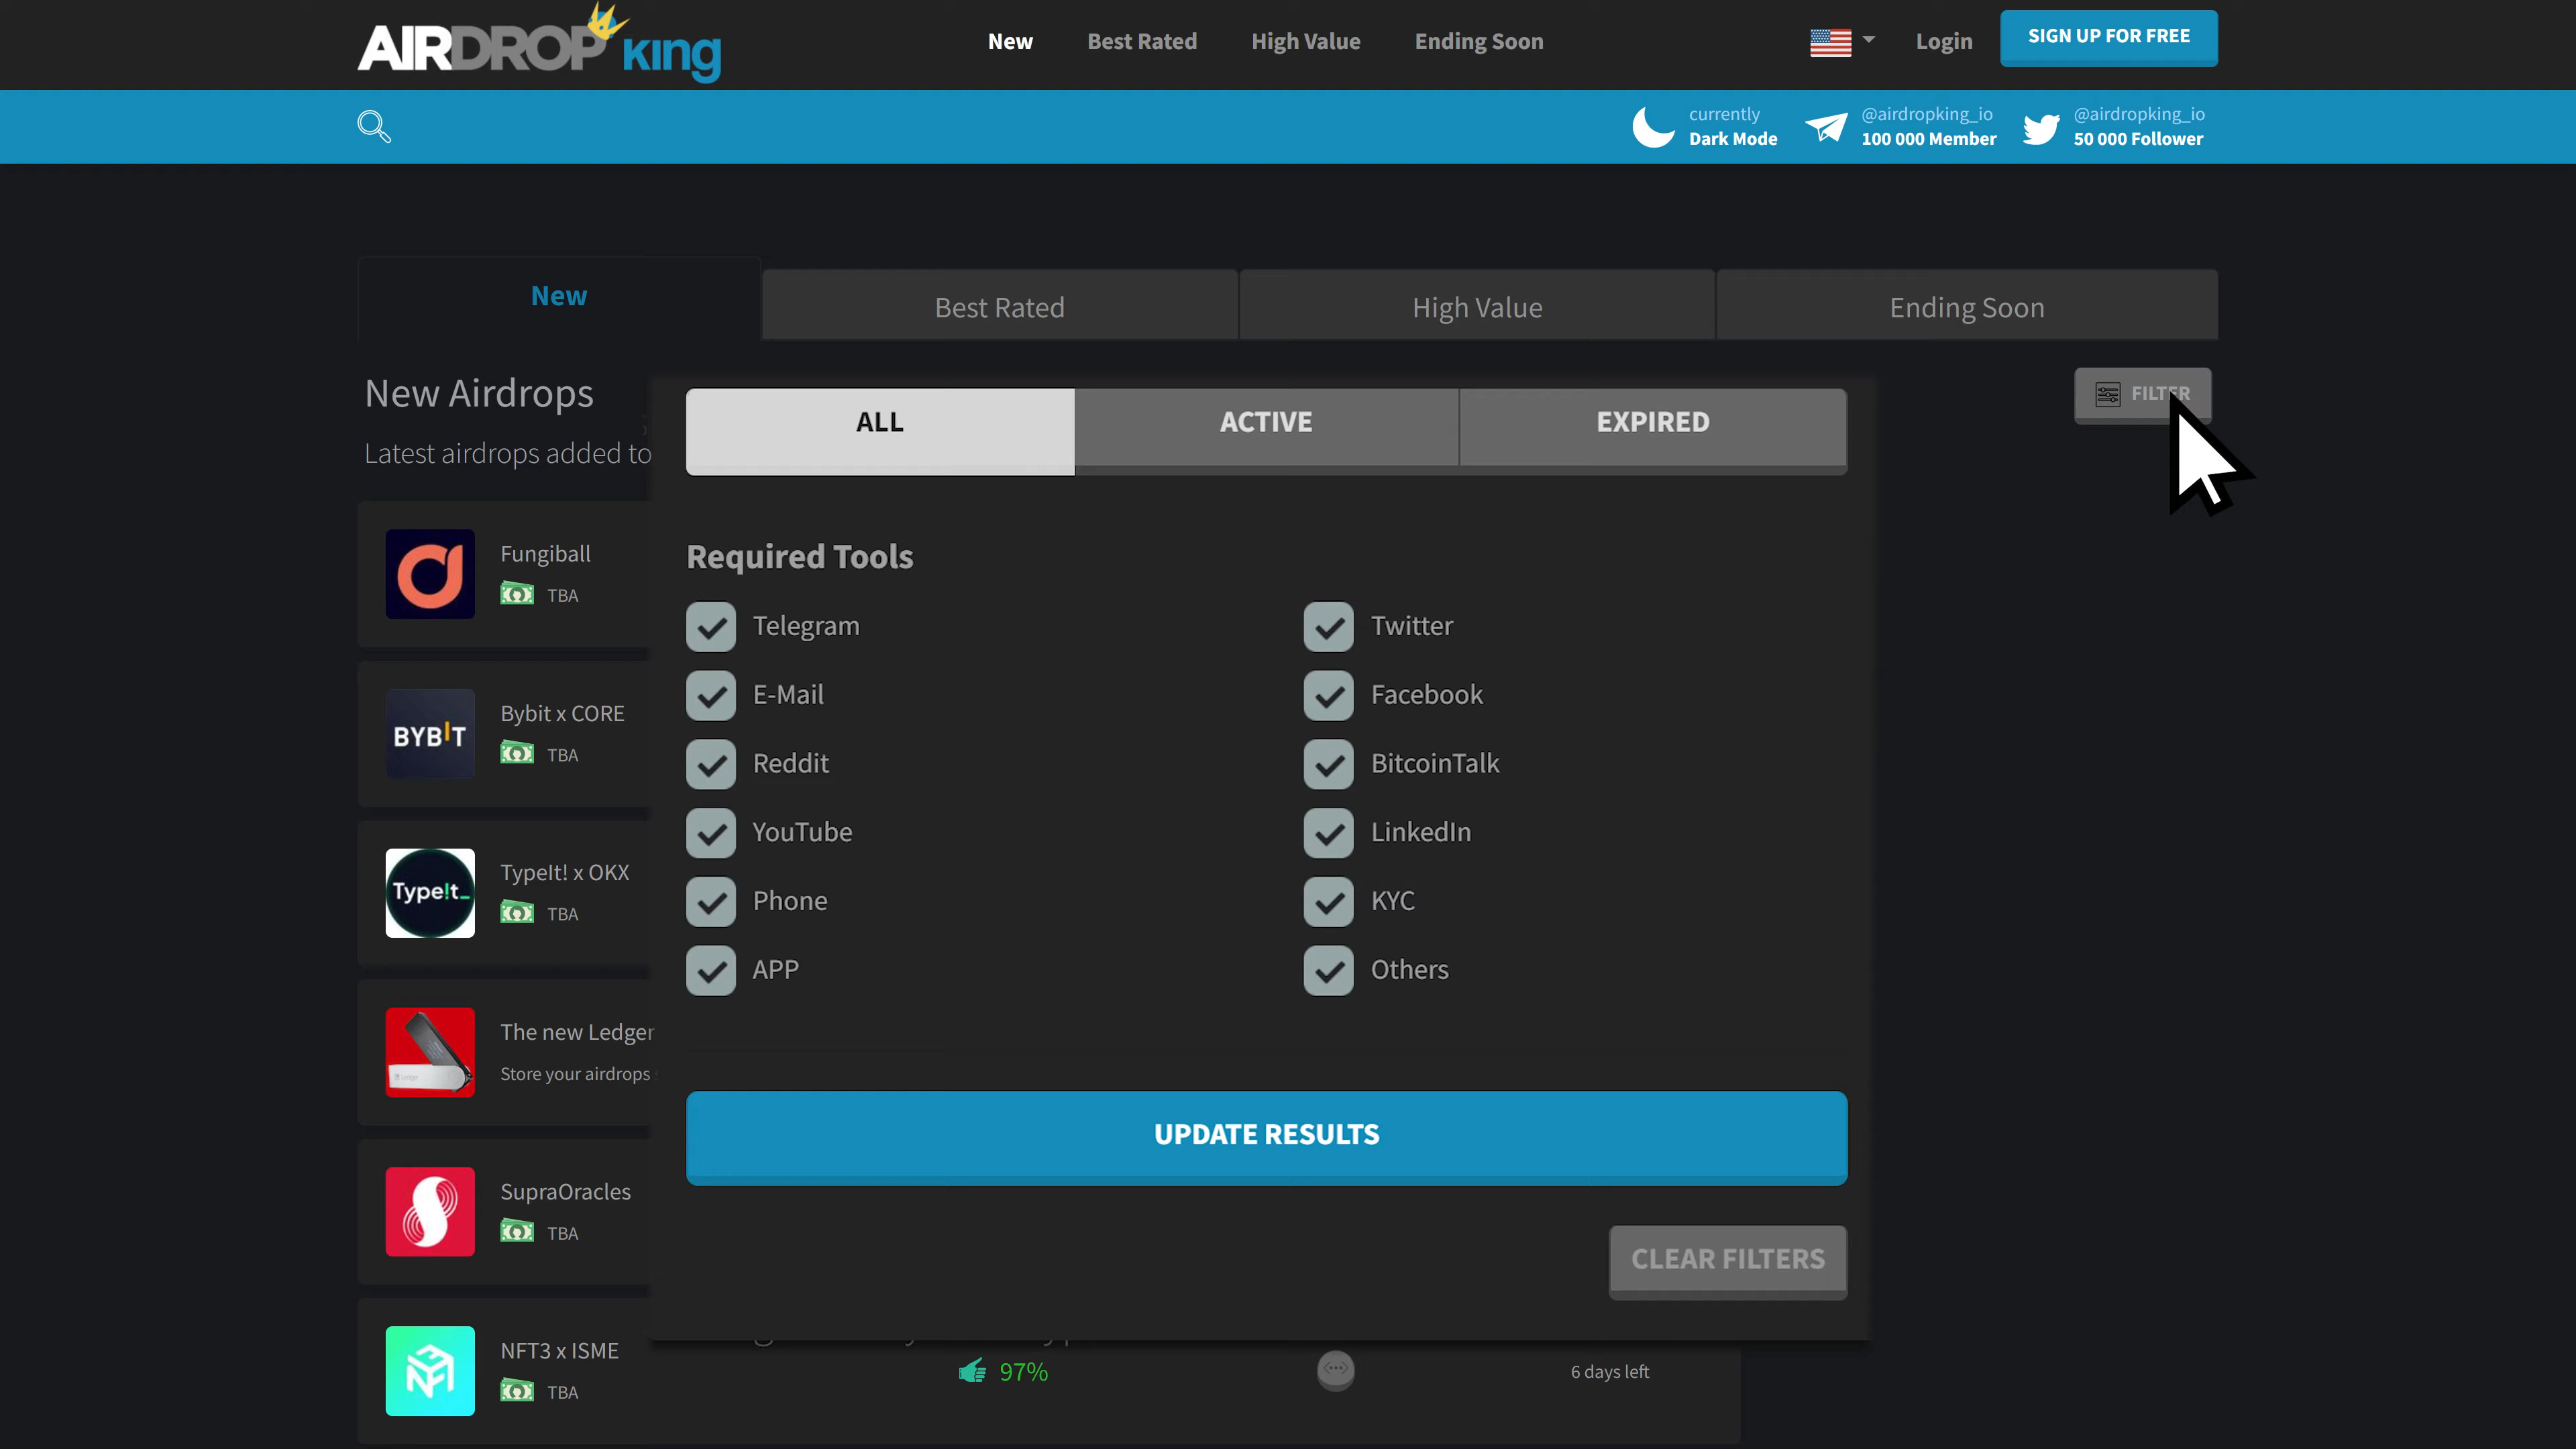 AIRDROP king
New Best Rated High Value Ending Soon
Login
SIGN UP FOR FREE
currently
Dark Mode
@airdropking_io
100 000 Member
@airdropking_io
50 000 Follower
New Best Rated High Value Ending Soon
New Airdrops
FILTER
Latest airdrops added to
ALL ACTIVE EXPIRED
Required Tools
Telegram Twitter
E-Mail Facebook
Reddit BitcoinTalk
YouTube LinkedIn
Phone KYC
APP Others
UPDATE RESULTS
CLEAR FILTERS
Fungiball
TBA
BYBIT
Bybit x CORE
TBA
TypeIt_
TypeIt! x OKX
TBA
The new Ledger
Store your airdrops
SupraOracles
TBA
NFT3 x ISME
TBA
97%
6 days left